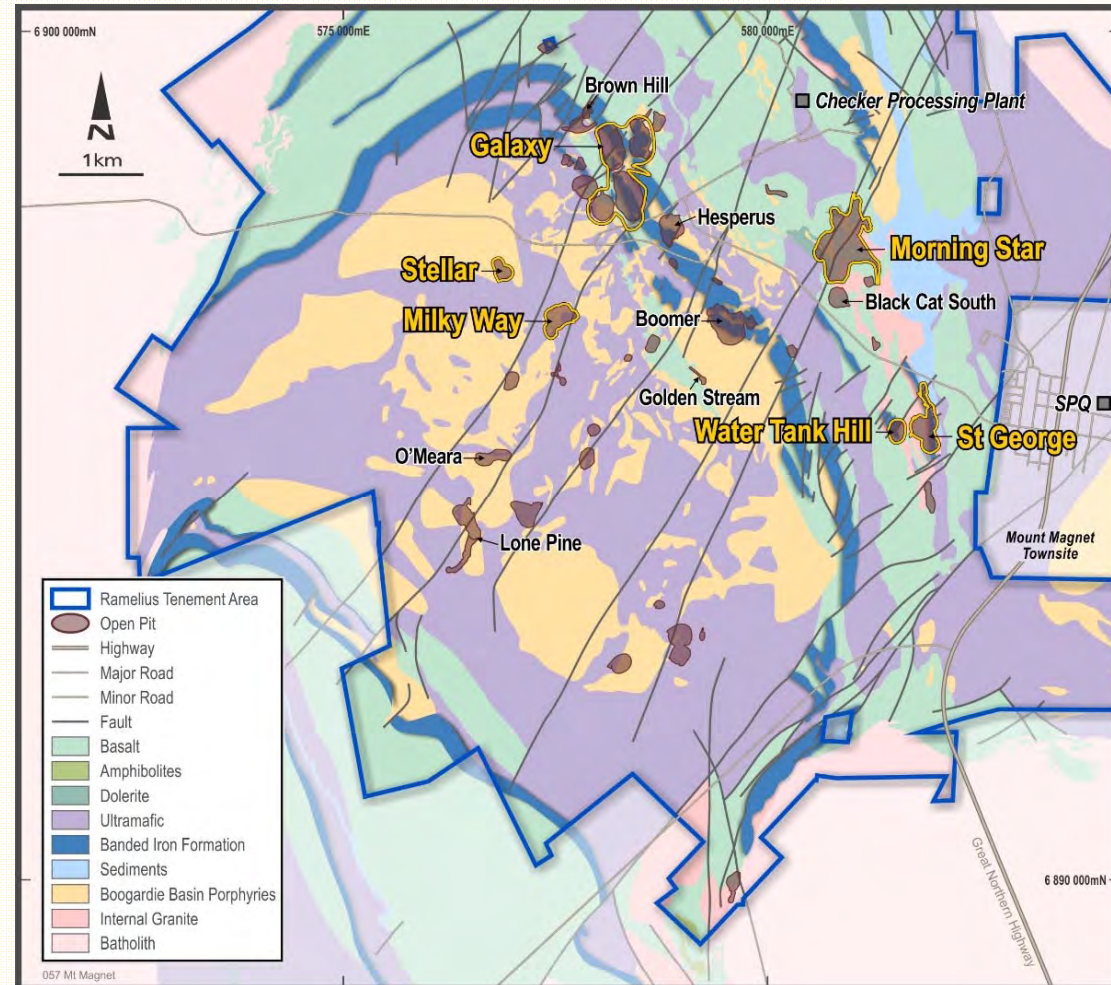 6 900 000mN
575 000mE
580 000mE
N
1km
Brown Hill
Checker Processing Plant
Galaxy
Hesperus
Morning Star
Stellar
Black Cat South
Milky Way
Boomer
Golden Stream
SPQ
Water Tank Hill
St George
O'Meara
Lone Pine
Mount Magnet
Townsite
Ramelius Tenement Area
Open Pit
Highway
Major Road
Minor Road
Fault
Basalt
Amphibolites
Dolerite
Ultramafic
Banded Iron Formation
Sediments
Boogardie Basin Porphyries
Internal Granite
Batholith
6 890 000mN
Great Northern Highway
057 Mt Magnet